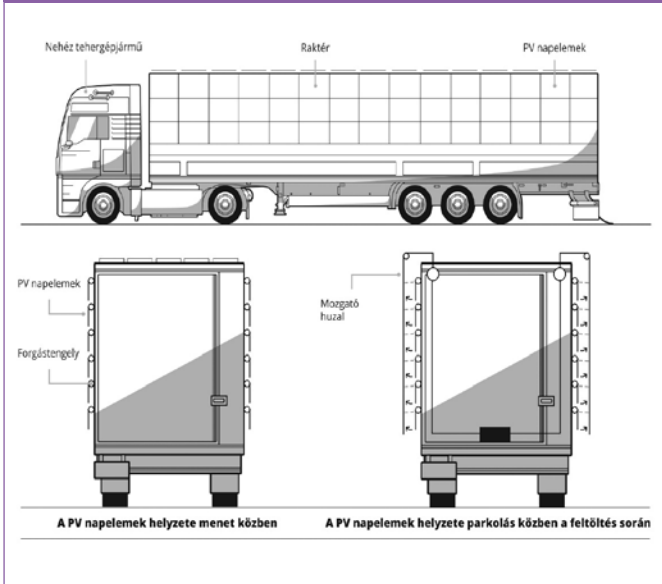 Nehéz tehergépjármű
Raktér
PV napelemek
PV napelemek
Forgástengely
Mozgató
huzal
A PV napelemek helyzete menet közben
A PV napelemek helyzete parkolás közben a feltöltés során